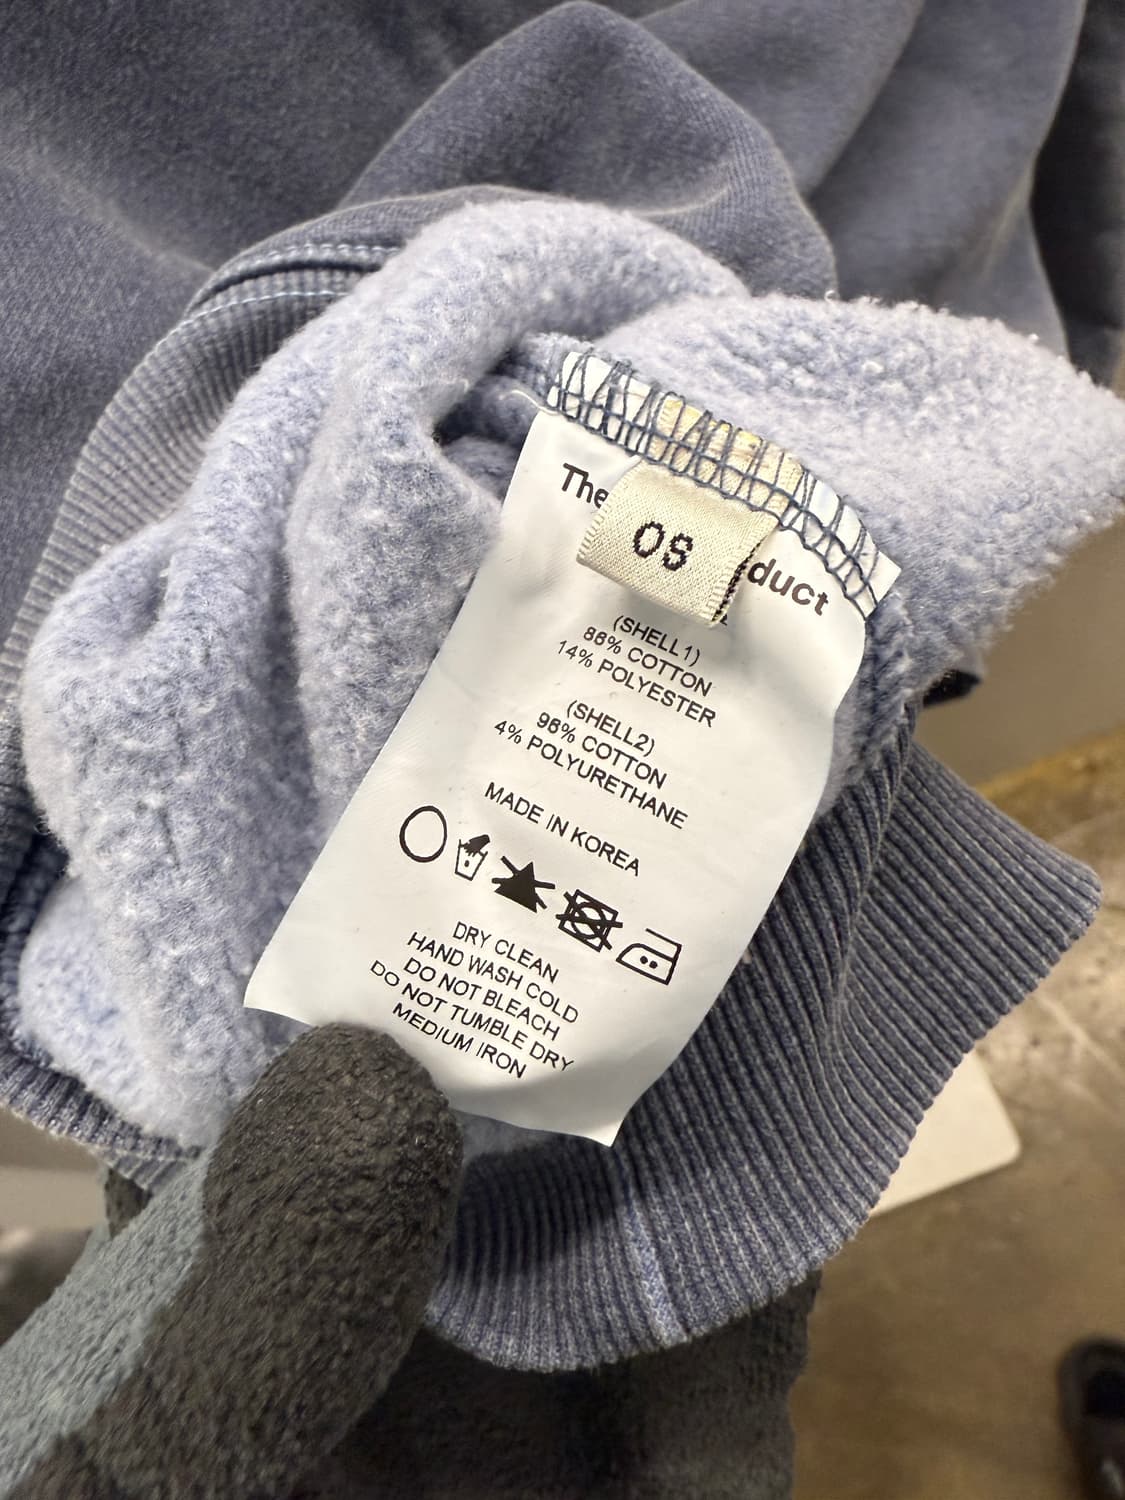 The duct
OS
(SHELL1)
86% COTTON
14% POLYESTER
(SHELL2)
96% COTTON
4% POLYURETHANE
MADE IN KOREA
DRY CLEAN
HAND WASH COLD
DO NOT BLEACH
DO NOT TUMBLE DRY
MEDIUM IRON